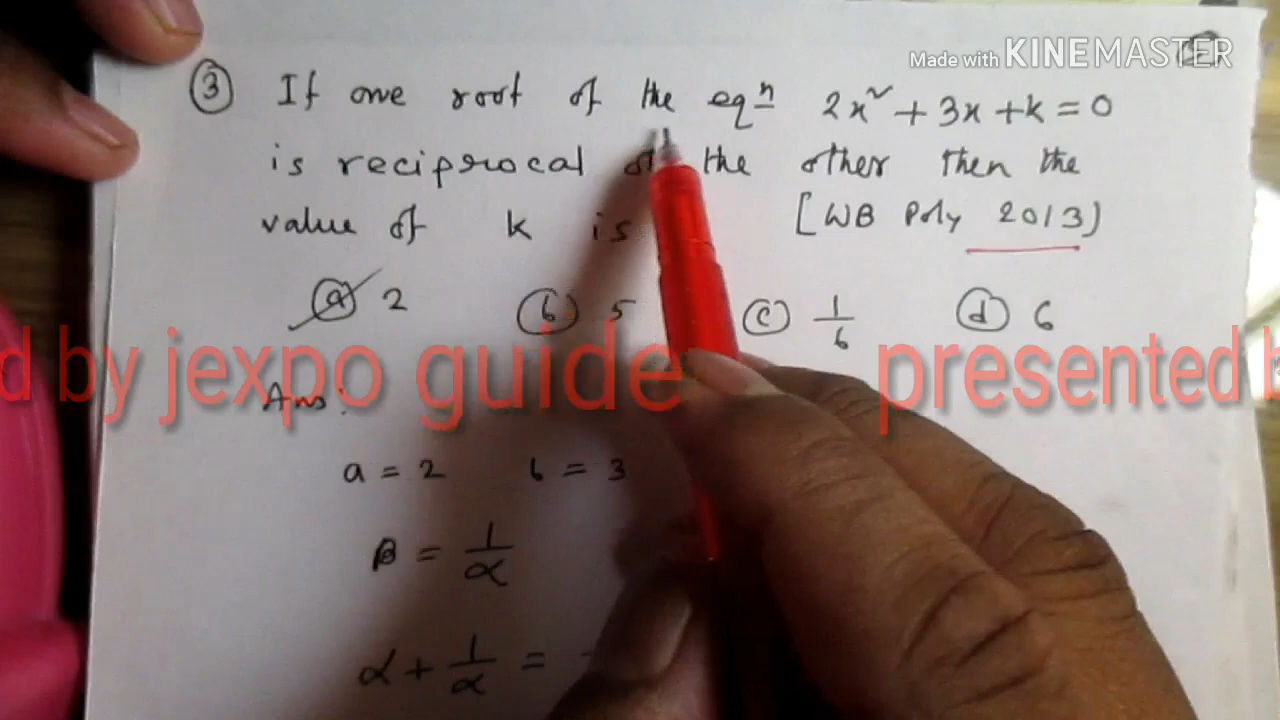 Made with KINEMASTER
③ If one root of the eqn 2x² + 3x + k = 0
is reciprocal of the other then the
value of k is [WB Poly 2013)
ⓐ 2 ⓑ 5 ⓒ 1/6 ⓓ 6
d by jexpo guide presented b
Ans:
a = 2 b = 3
β = 1/α
α + 1/α = -